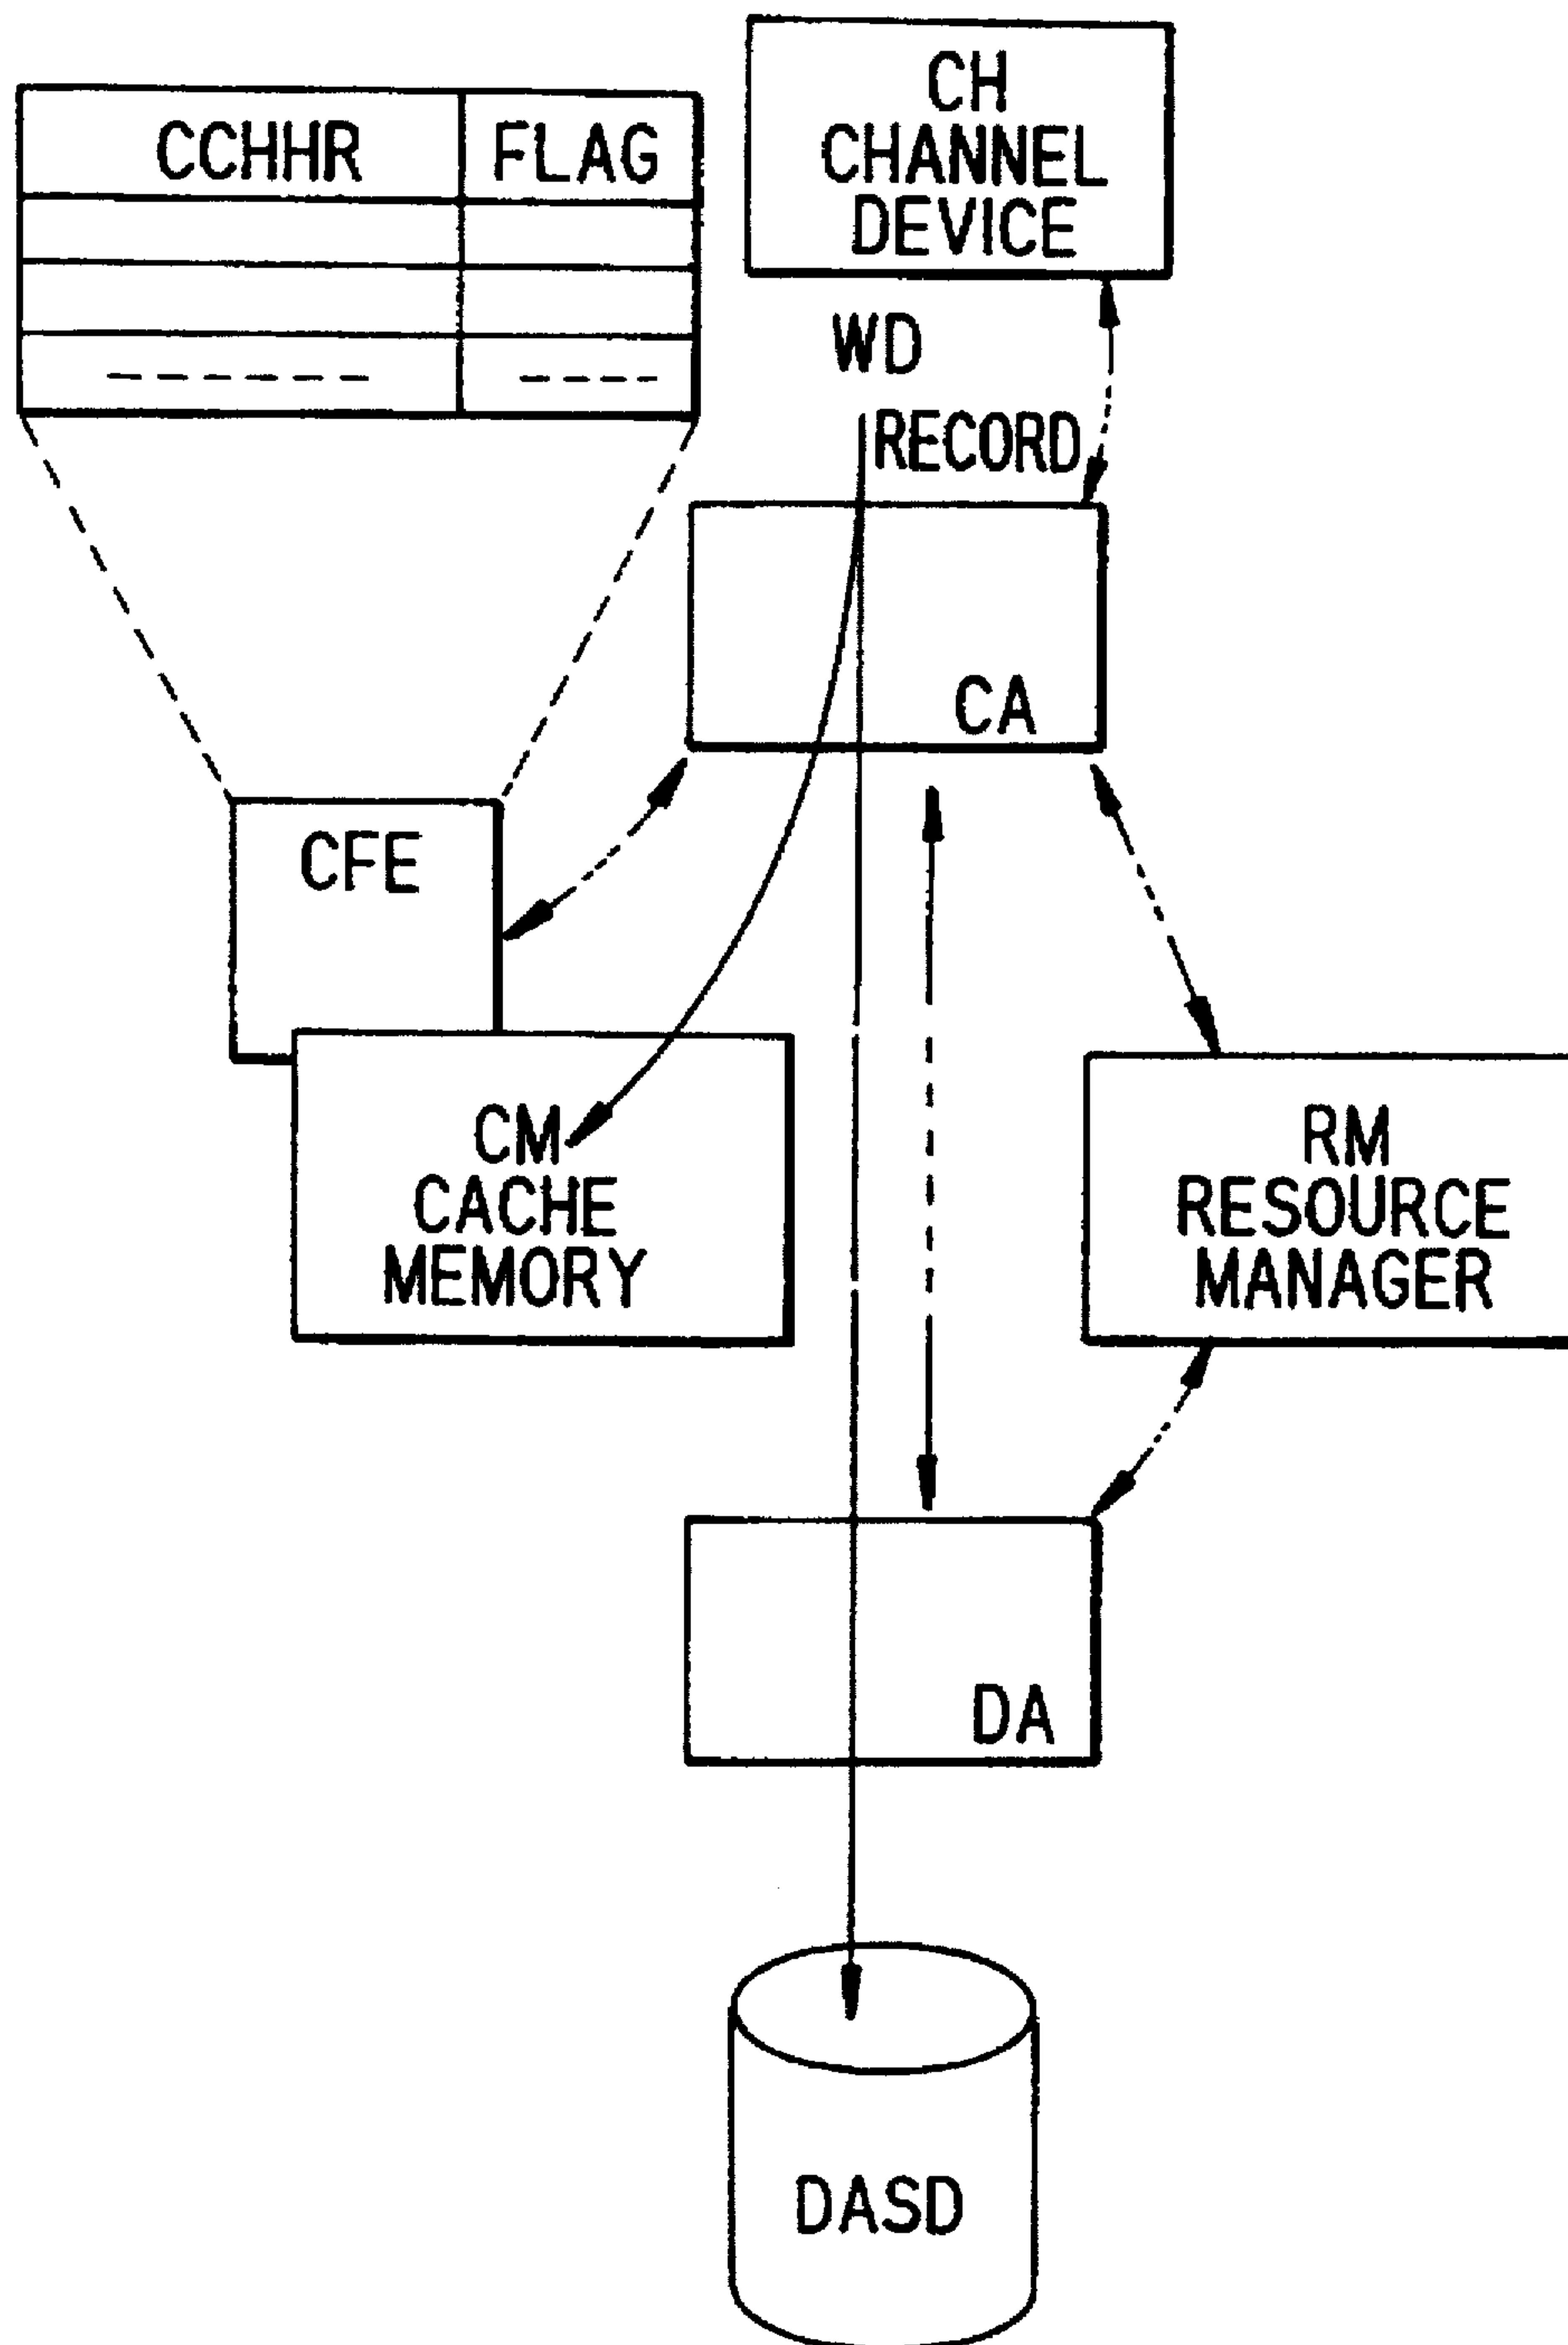 CH
CHANNEL
DEVICE
CCHHR FLAG
WD
RECORD
CA
CFE
CM
CACHE
MEMORY
RM
RESOURCE
MANAGER
DA
DASD